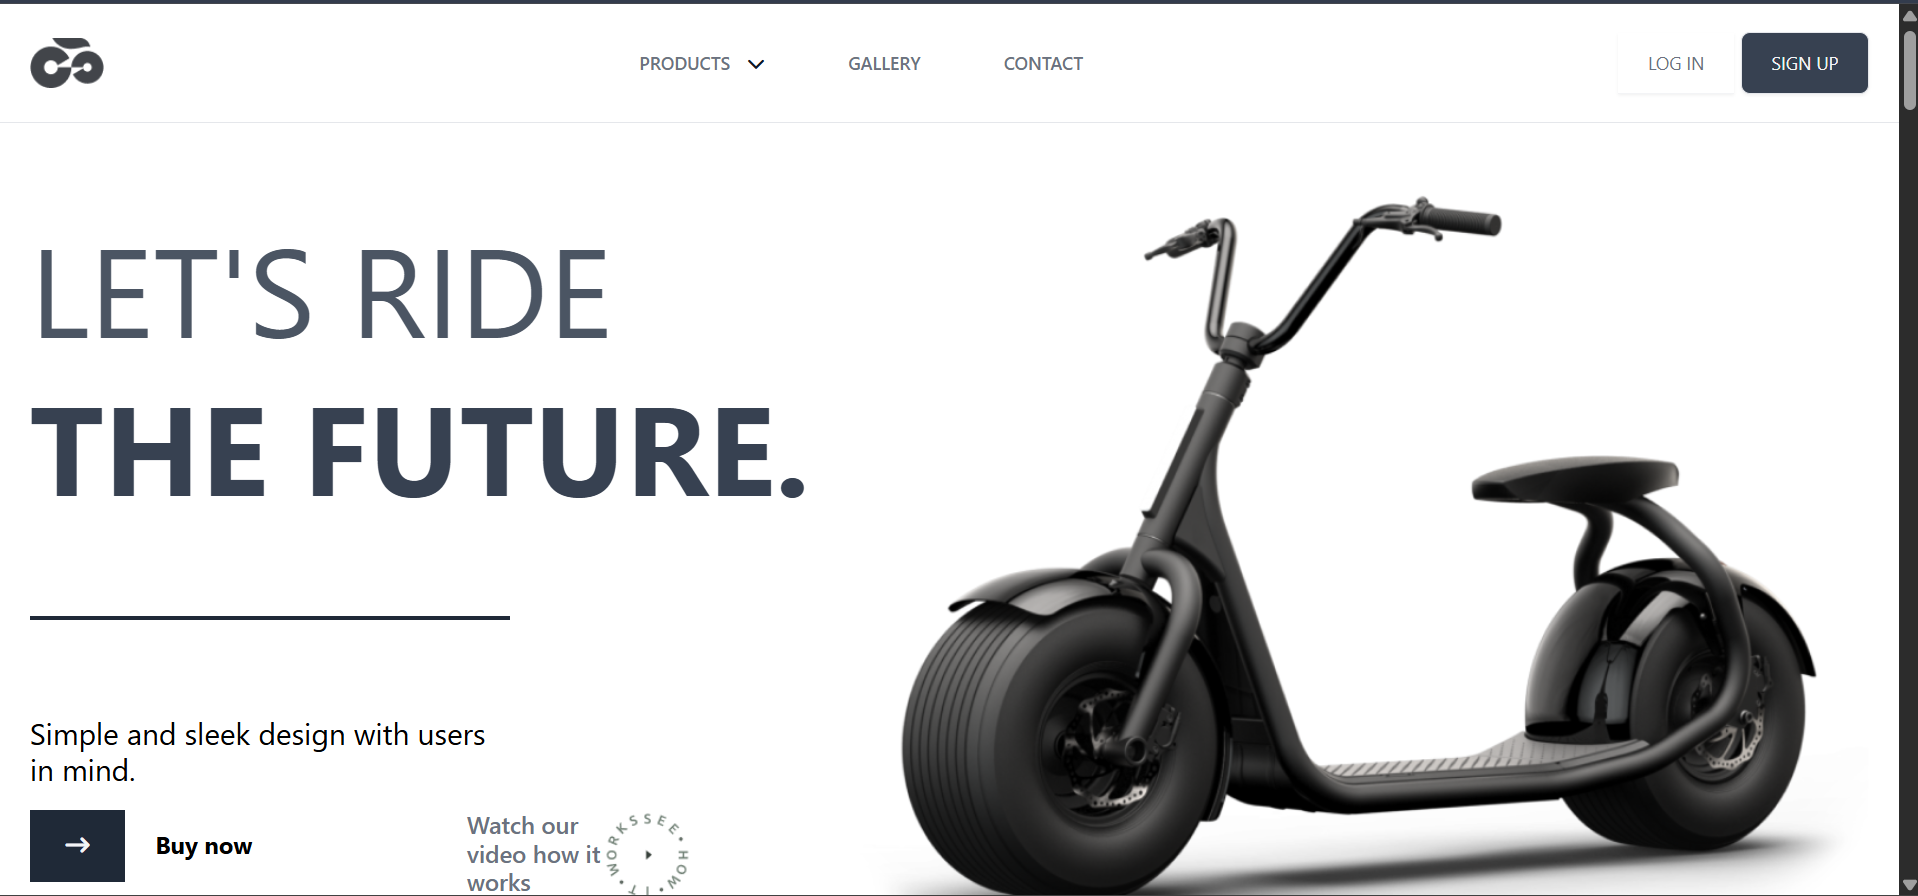 PRODUCTS
GALLERY
CONTACT
LOG IN
SIGN UP
LET'S RIDE
THE FUTURE.
Simple and sleek design with users
in mind.
Buy now
Watch our
video how it
works
SEE • HOW • IT • WORKS